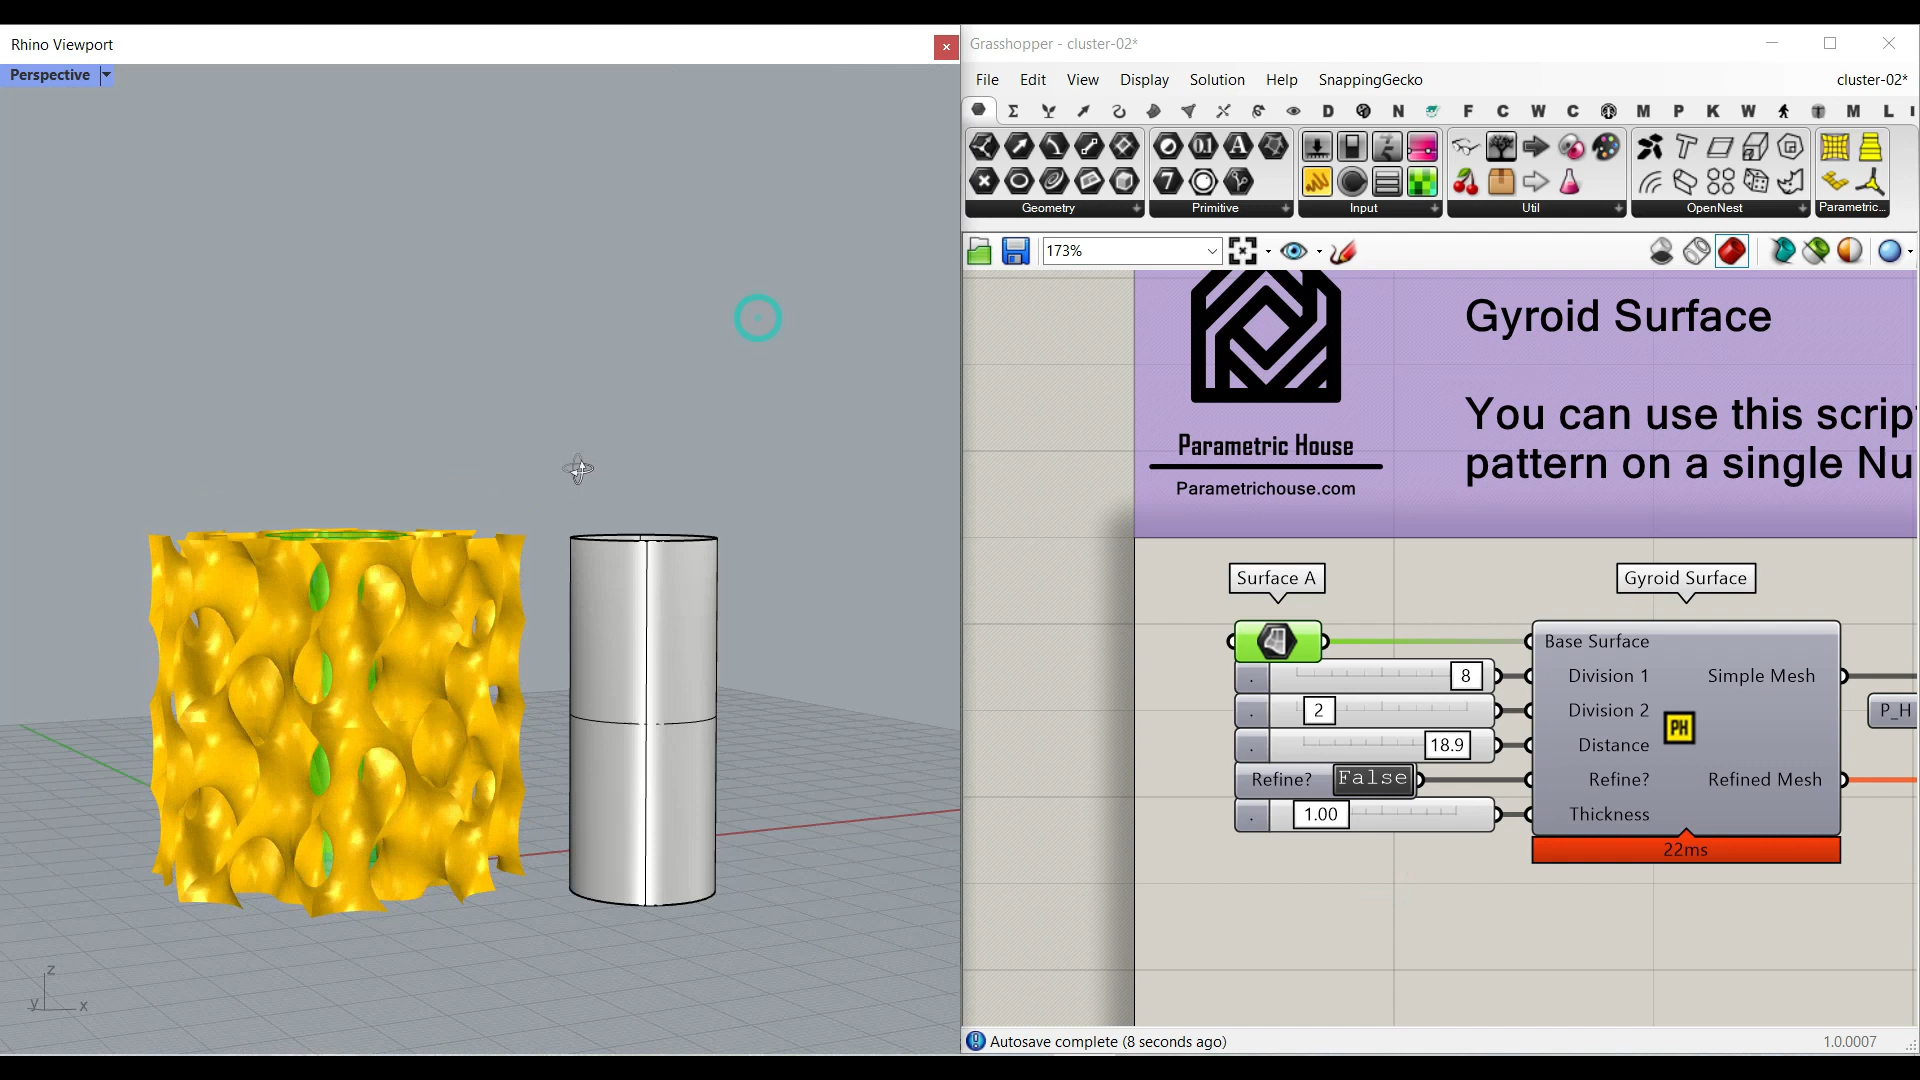 Rhino Viewport
Perspective
z
y x
Grasshopper - cluster-02*
File Edit View Display Solution Help SnappingGecko cluster-02*
D N F C W C M P K W M L
Geometry Primitive Input Util OpenNest Parametric...
173%
Parametric House
Parametrichouse.com
Gyroid Surface
You can use this scrip
pattern on a single Nu
Surface A
Gyroid Surface
Base Surface
8 Division 1 Simple Mesh
2 Division 2 PH P_H
18.9 Distance
Refine? False Refine? Refined Mesh
1.00 Thickness
22ms
Autosave complete (8 seconds ago) 1.0.0007